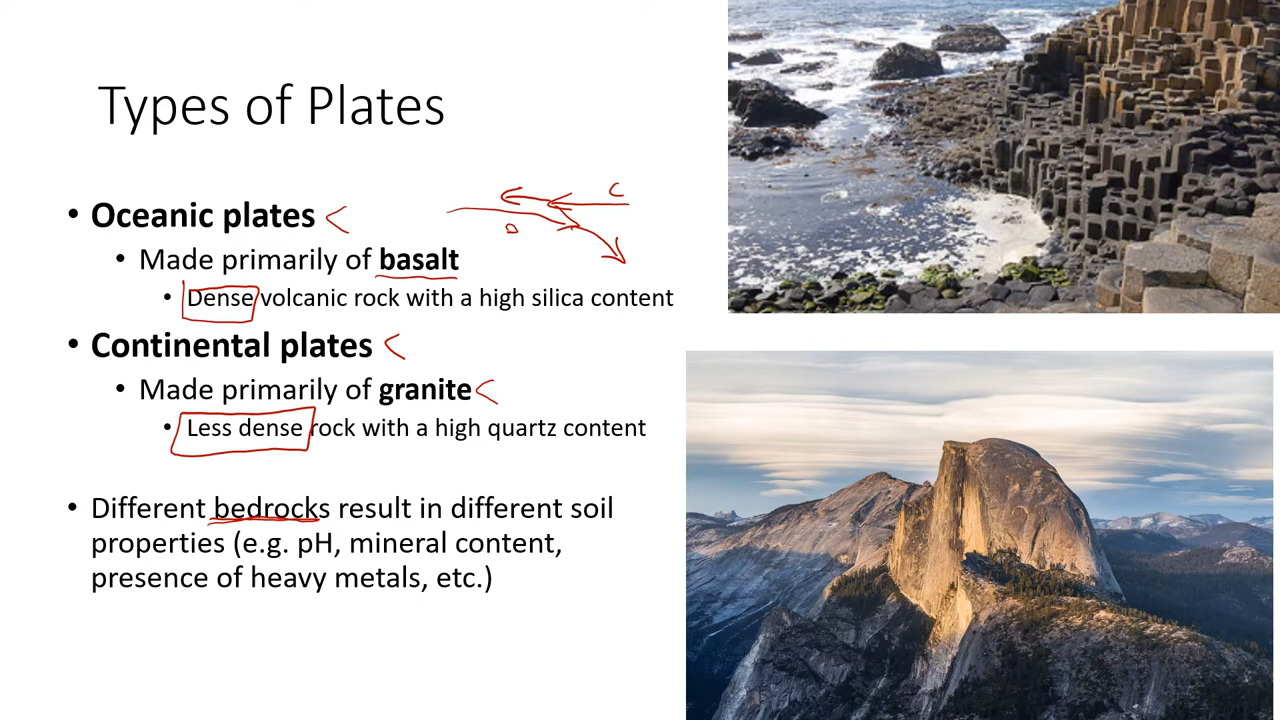 Types of Plates
• Oceanic plates
• Made primarily of basalt
• Dense volcanic rock with a high silica content
• Continental plates
• Made primarily of granite
• Less dense rock with a high quartz content
• Different bedrocks result in different soil
properties (e.g. pH, mineral content,
presence of heavy metals, etc.)
C
O